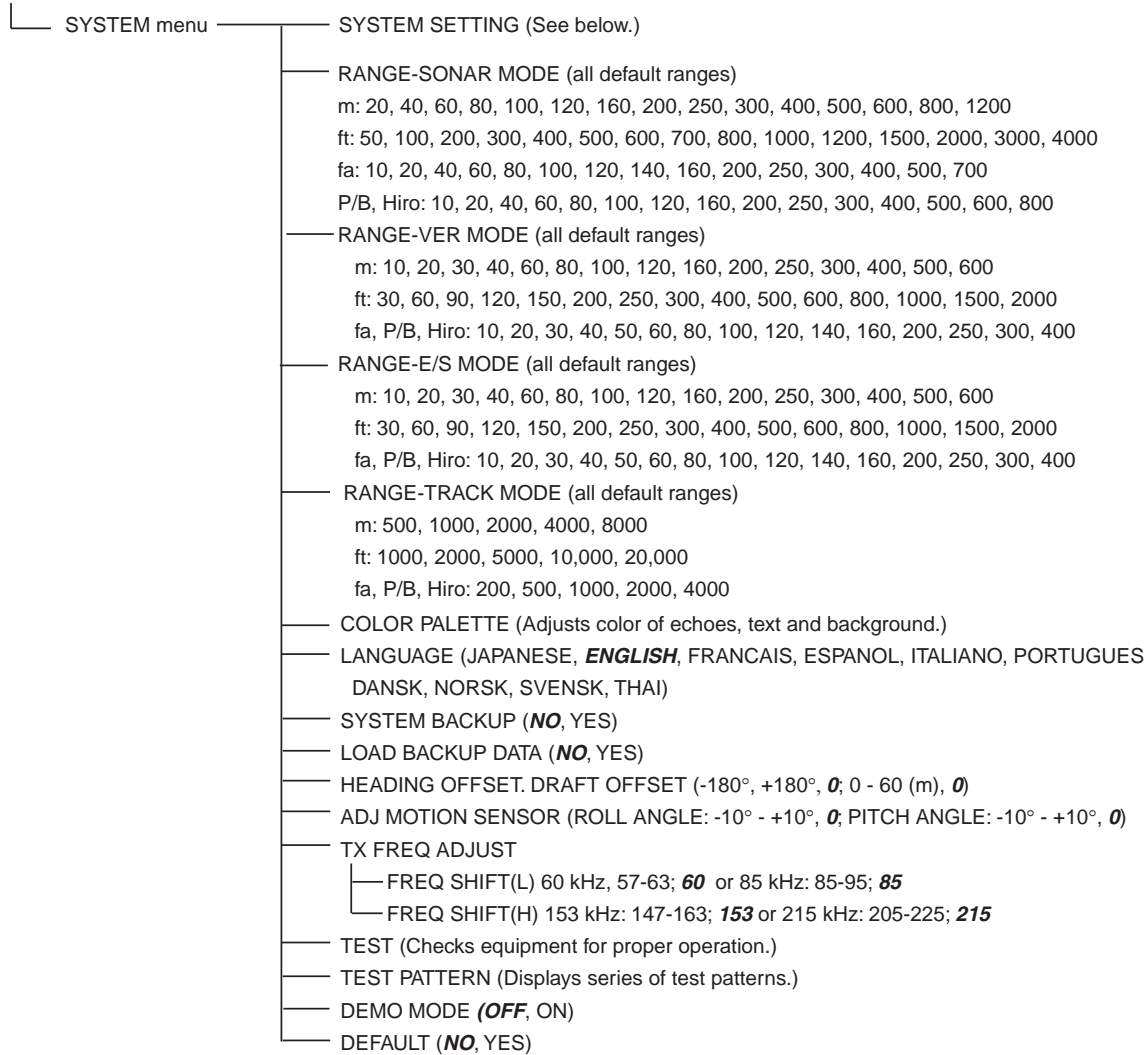 SYSTEM menu SYSTEM SETTING (See below.)
RANGE-SONAR MODE (all default ranges)
m: 20, 40, 60, 80, 100, 120, 160, 200, 250, 300, 400, 500, 600, 800, 1200
ft: 50, 100, 200, 300, 400, 500, 600, 700, 800, 1000, 1200, 1500, 2000, 3000, 4000
fa: 10, 20, 40, 60, 80, 100, 120, 140, 160, 200, 250, 300, 400, 500, 700
P/B, Hiro: 10, 20, 40, 60, 80, 100, 120, 160, 200, 250, 300, 400, 500, 600, 800
RANGE-VER MODE (all default ranges)
m: 10, 20, 30, 40, 60, 80, 100, 120, 160, 200, 250, 300, 400, 500, 600
ft: 30, 60, 90, 120, 150, 200, 250, 300, 400, 500, 600, 800, 1000, 1500, 2000
fa, P/B, Hiro: 10, 20, 30, 40, 50, 60, 80, 100, 120, 140, 160, 200, 250, 300, 400
RANGE-E/S MODE (all default ranges)
m: 10, 20, 30, 40, 60, 80, 100, 120, 160, 200, 250, 300, 400, 500, 600
ft: 30, 60, 90, 120, 150, 200, 250, 300, 400, 500, 600, 800, 1000, 1500, 2000
fa, P/B, Hiro: 10, 20, 30, 40, 50, 60, 80, 100, 120, 140, 160, 200, 250, 300, 400
RANGE-TRACK MODE (all default ranges)
m: 500, 1000, 2000, 4000, 8000
ft: 1000, 2000, 5000, 10,000, 20,000
fa, P/B, Hiro: 200, 500, 1000, 2000, 4000
COLOR PALETTE (Adjusts color of echoes, text and background.)
LANGUAGE (JAPANESE, ENGLISH, FRANCAIS, ESPANOL, ITALIANO, PORTUGUES
DANSK, NORSK, SVENSK, THAI)
SYSTEM BACKUP (NO, YES)
LOAD BACKUP DATA (NO, YES)
HEADING OFFSET. DRAFT OFFSET (-180°, +180°, 0; 0 - 60 (m), 0)
ADJ MOTION SENSOR (ROLL ANGLE: -10° - +10°, 0; PITCH ANGLE: -10° - +10°, 0)
TX FREQ ADJUST
FREQ SHIFT(L) 60 kHz, 57-63; 60 or 85 kHz: 85-95; 85
FREQ SHIFT(H) 153 kHz: 147-163; 153 or 215 kHz: 205-225; 215
TEST (Checks equipment for proper operation.)
TEST PATTERN (Displays series of test patterns.)
DEMO MODE (OFF, ON)
DEFAULT (NO, YES)